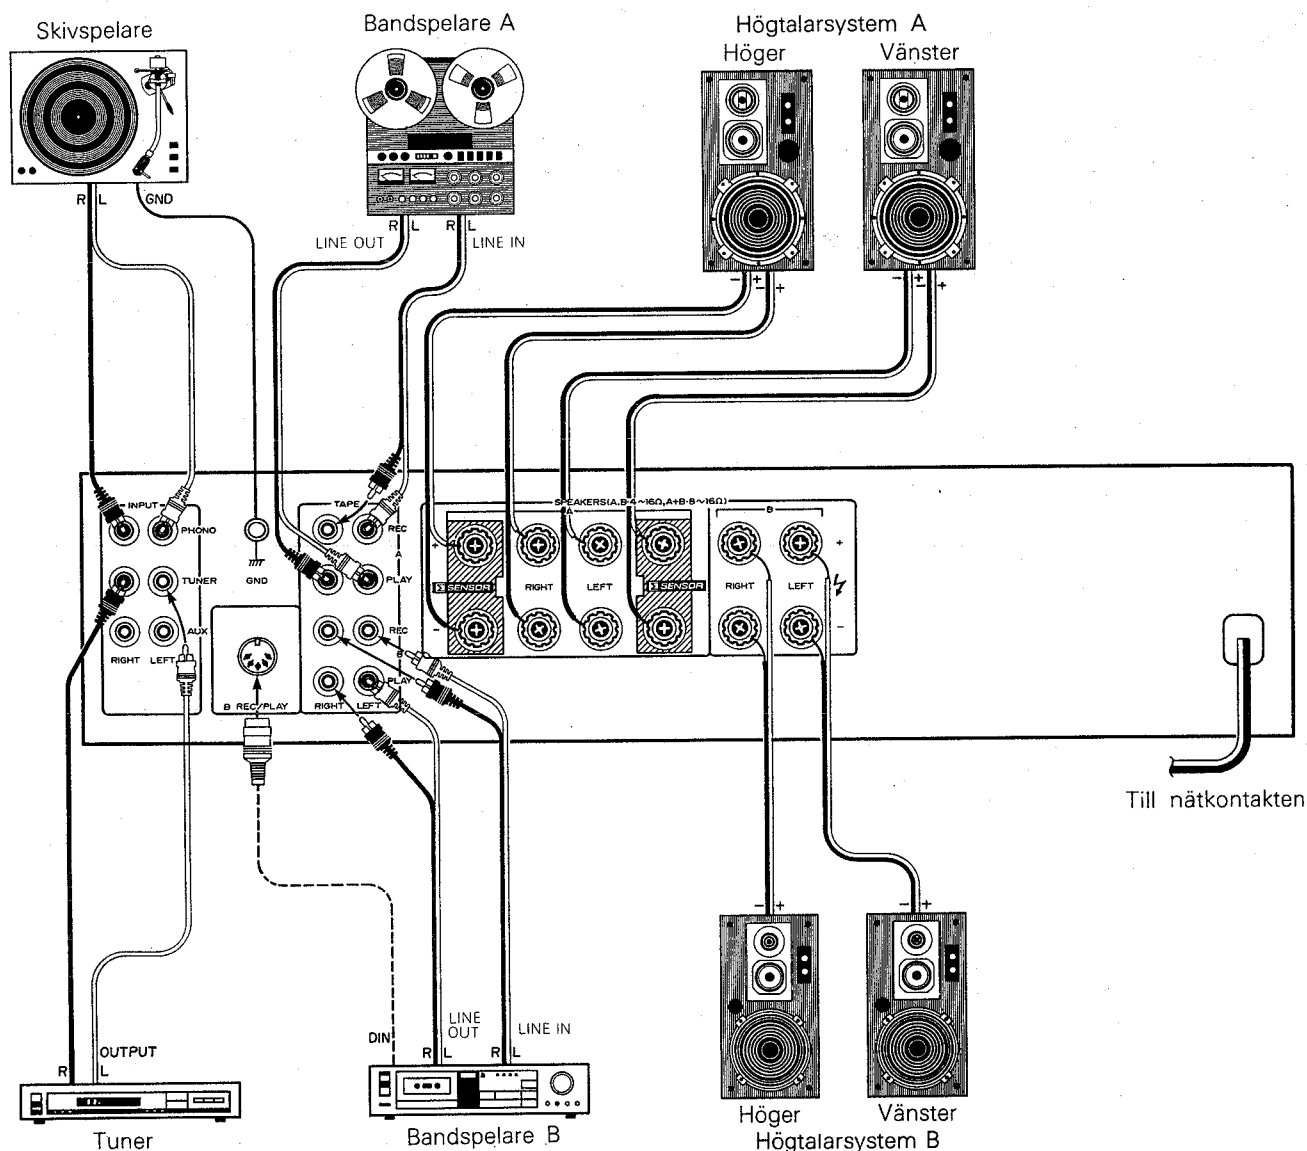 Skivspelare
Bandspelare A
Högtalarsystem A
Höger
Vänster
R L
GND
R L
R L
LINE OUT
LINE IN
- +
- +
- +
- +
INPUT
PHONO
TUNER
AUX
RIGHT LEFT
GND
B REC/PLAY
TAPE
REC
A
PLAY
REC
B
PLAY
RIGHT LEFT
SPEAKERS(A,B·4~16Ω,A+B·8~16Ω)
A
B
+
+
Σ SENSOR
RIGHT
LEFT
Σ SENSOR
RIGHT
LEFT
-
-
Till nätkontakten
- +
- +
OUTPUT
R L
DIN
LINE OUT
LINE IN
R L
R L
Tuner
Bandspelare B
Höger
Vänster
Högtalarsystem B